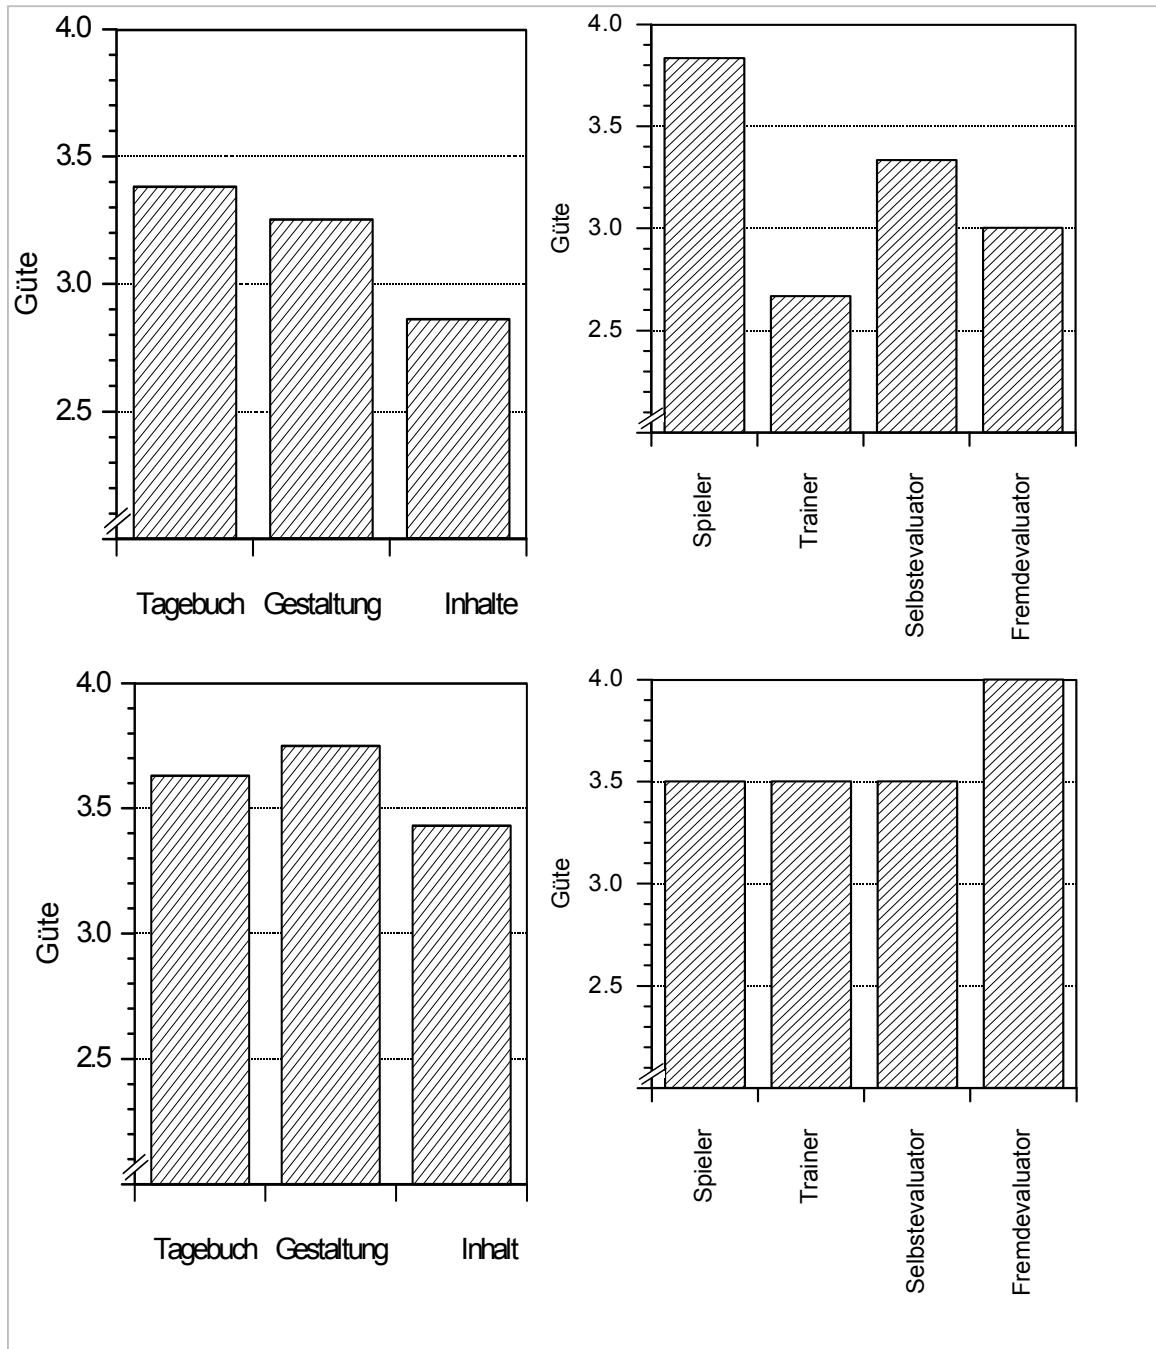 4.0
3.5
3.0
2.5
Güte
Tagebuch Gestaltung Inhalte
4.0
3.5
3.0
2.5
Güte
Spieler
Trainer
Selbstevaluator
Fremdevaluator
4.0
3.5
3.0
2.5
Güte
Tagebuch Gestaltung Inhalt
4.0
3.5
3.0
2.5
Güte
Spieler
Trainer
Selbstevaluator
Fremdevaluator